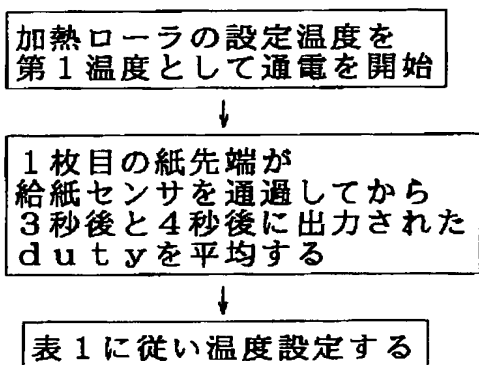 加熱ローラの設定温度を
第1温度として通電を開始
1枚目の紙先端が
給紙センサを通過してから
3秒後と4秒後に出力された
dutyを平均する
表1に従い温度設定する